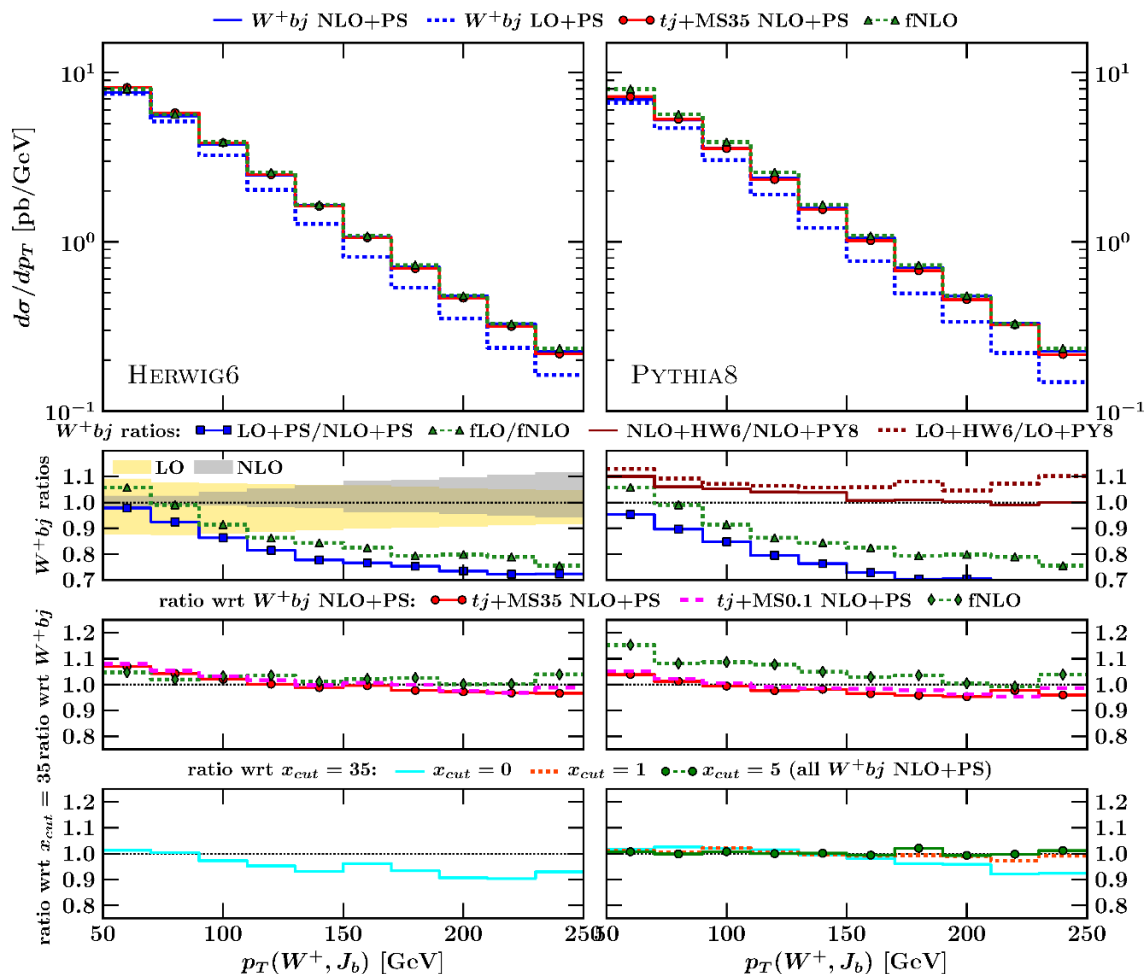 W⁺bj NLO+PS W⁺bj LO+PS tj+MS35 NLO+PS fNLO
10¹ 10¹
10⁰ 10⁰
10⁻¹ 10⁻¹
dσ/dp_T [pb/GeV]
HERWIG6 PYTHIA8
W⁺bj ratios: LO+PS/NLO+PS fLO/fNLO NLO+HW6/NLO+PY8 LO+HW6/LO+PY8
LO NLO
W⁺bj ratios
1.1 1.1
1.0 1.0
0.9 0.9
0.8 0.8
0.7 0.7
ratio wrt W⁺bj NLO+PS: tj+MS35 NLO+PS tj+MS0.1 NLO+PS fNLO
ratio wrt W⁺bj
1.2 1.2
1.1 1.1
1.0 1.0
0.9 0.9
0.8 0.8
ratio wrt x_cut = 35: x_cut = 0 x_cut = 1 x_cut = 5 (all W⁺bj NLO+PS)
ratio wrt x_cut = 35
1.2 1.2
1.1 1.1
1.0 1.0
0.9 0.9
0.8 0.8
50 100 150 200 250 50 100 150 200 250
p_T(W⁺, J_b) [GeV] p_T(W⁺, J_b) [GeV]